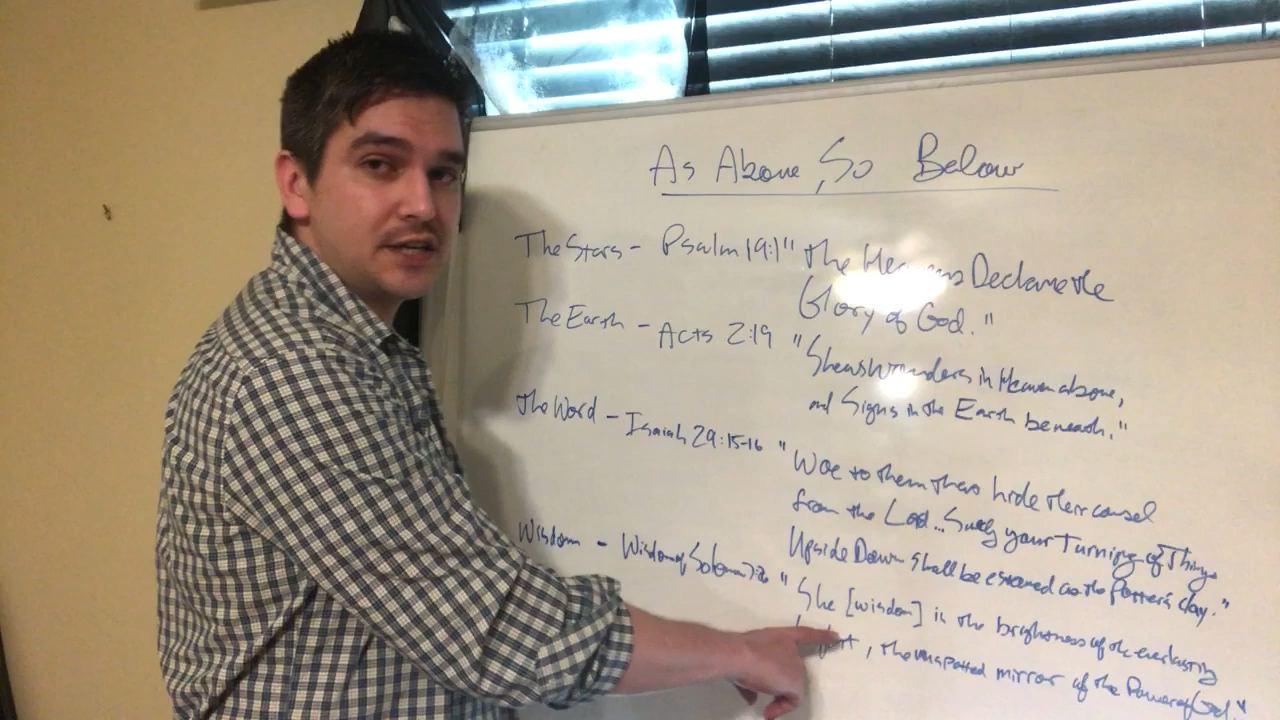 As Above, So Below
The Stars - Psalm 19:1 "The Heavens Declare the
Glory of God."
The Earth - Acts 2:19 "Shews Wonders in Heaven above,
and Signs in the Earth beneath."
The Word - Isaiah 29:15-16 "Woe to them that hide their counsel
from the Lord... Surely your Turning of Things
Upside Down shall be esteemed as the Potter's clay."
Wisdom - Wisdom of Solomon "She [wisdom] is the brightness of the everlasting
light, the unspotted mirror of the Power of God"